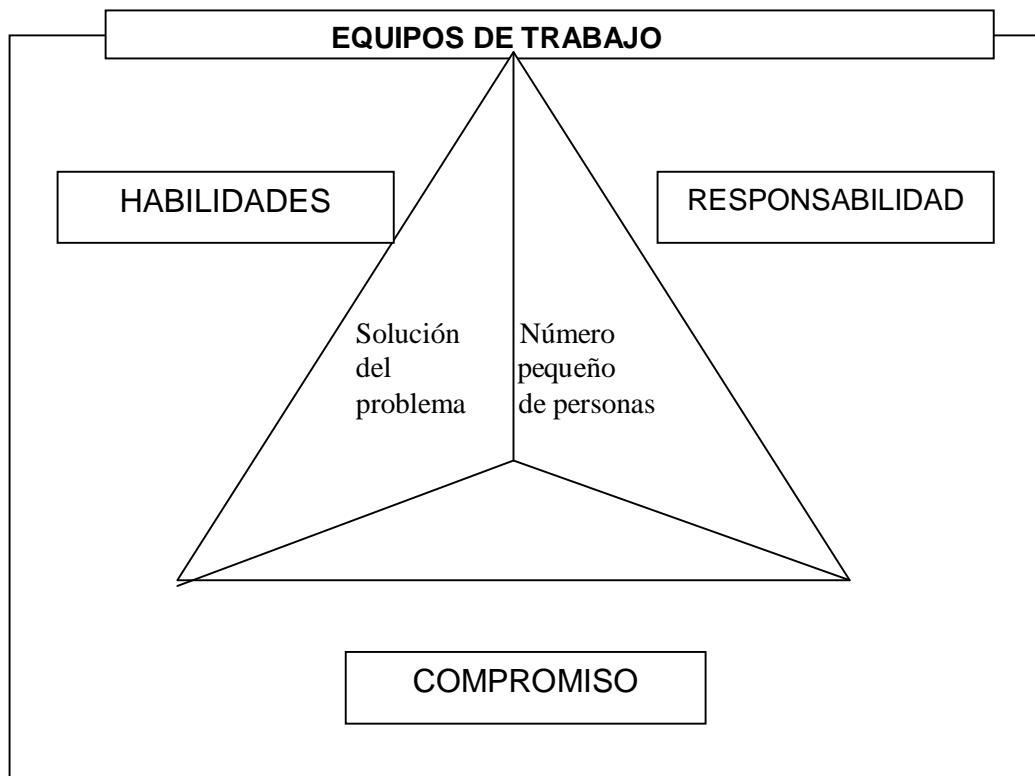 EQUIPOS DE TRABAJO
HABILIDADES
RESPONSABILIDAD
Solución
del
problema
Número
pequeño
de personas
COMPROMISO